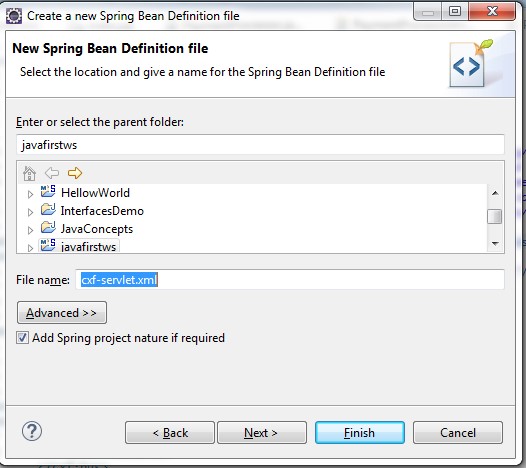 Create a new Spring Bean Definition file
New Spring Bean Definition file
Select the location and give a name for the Spring Bean Definition file
Enter or select the parent folder:
javafirstws
HellowWorld
InterfacesDemo
JavaConcepts
javafirstws
File name: cxf-servlet.xml
Advanced >>
Add Spring project nature if required
? < Back Next > Finish Cancel